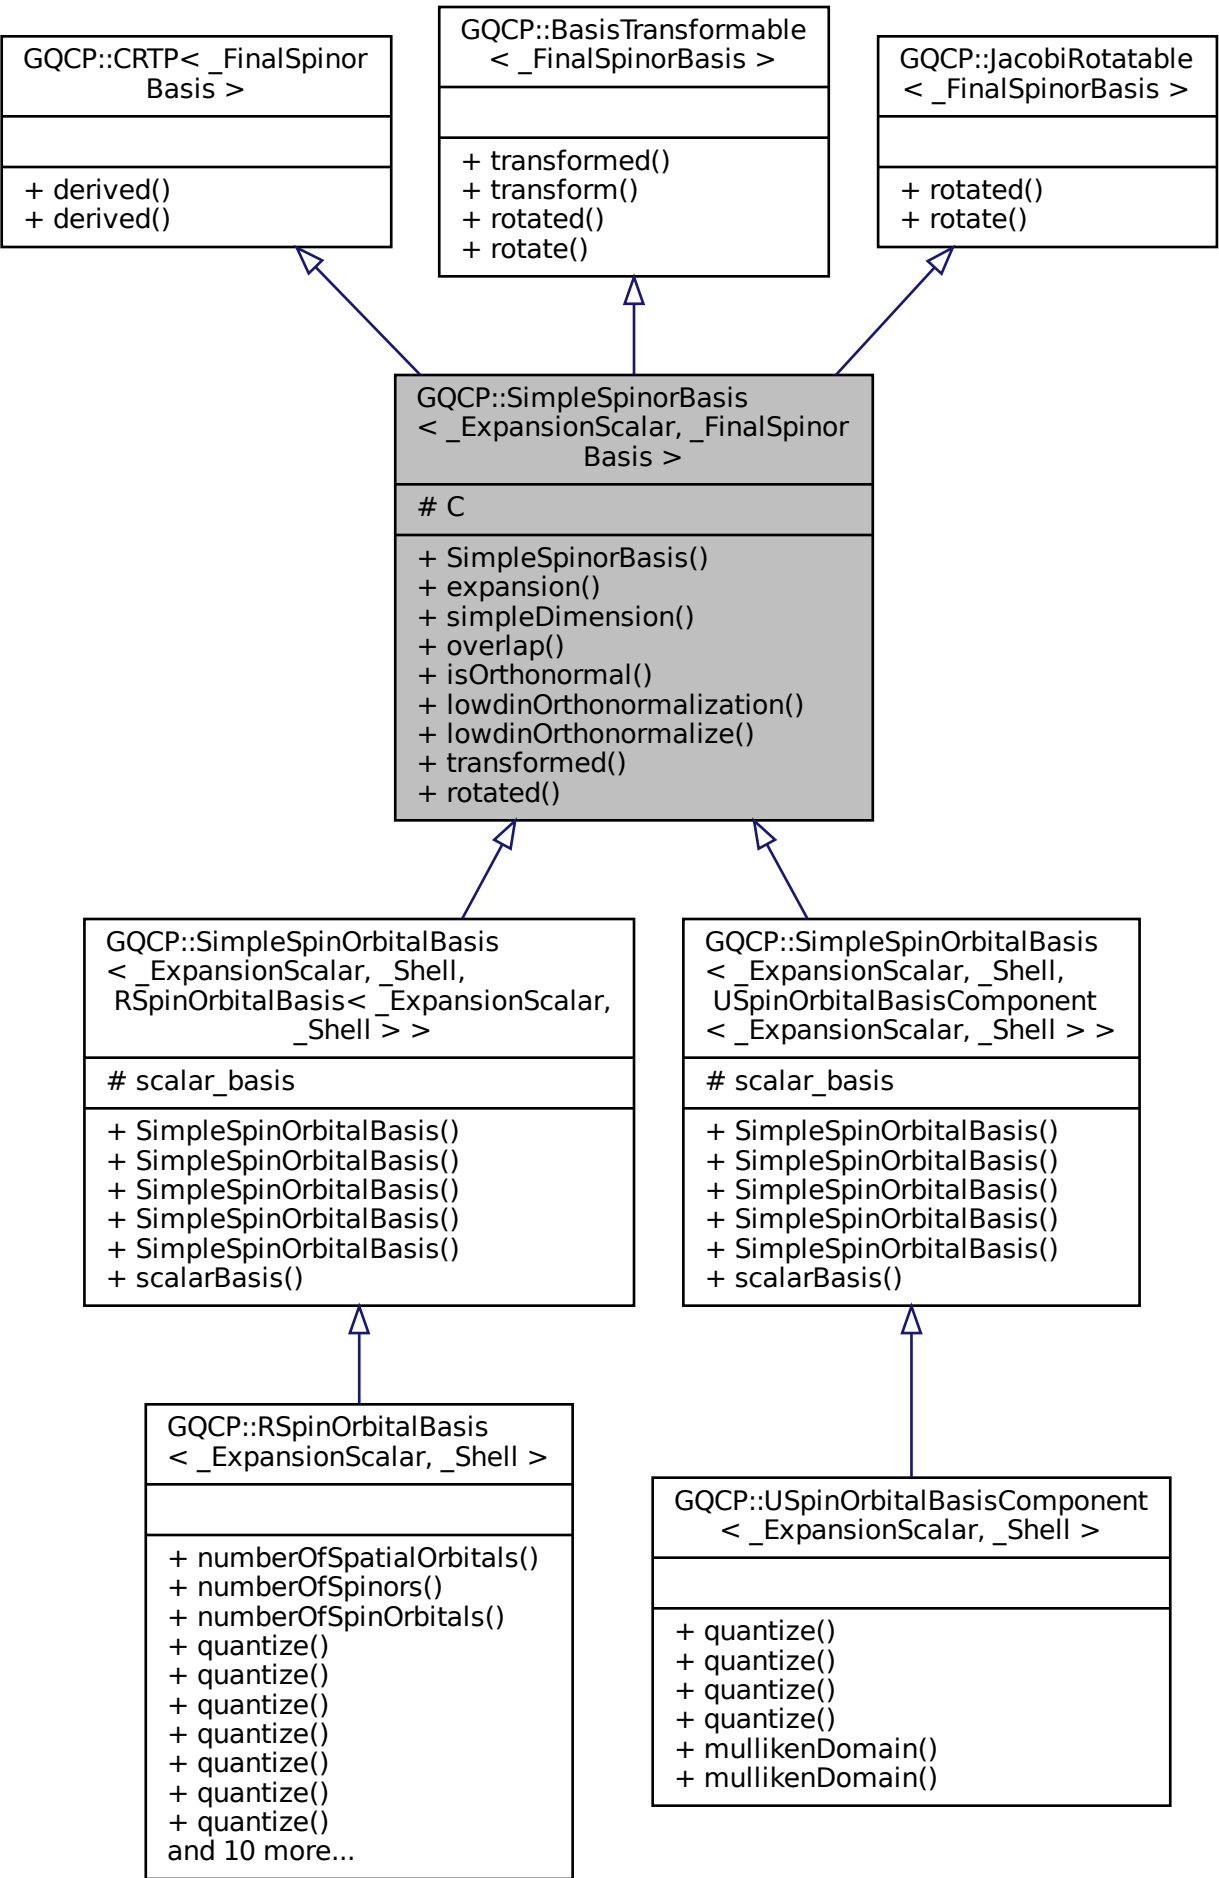 GQCP::CRTP< _FinalSpinor
Basis >
+ derived()
+ derived()
GQCP::BasisTransformable
< _FinalSpinorBasis >
+ transformed()
+ transform()
+ rotated()
+ rotate()
GQCP::JacobiRotatable
< _FinalSpinorBasis >
+ rotated()
+ rotate()
GQCP::SimpleSpinorBasis
< _ExpansionScalar, _FinalSpinor
Basis >
# C
+ SimpleSpinorBasis()
+ expansion()
+ simpleDimension()
+ overlap()
+ isOrthonormal()
+ lowdinOrthonormalization()
+ lowdinOrthonormalize()
+ transformed()
+ rotated()
GQCP::SimpleSpinOrbitalBasis
< _ExpansionScalar, _Shell,
RSpinOrbitalBasis< _ExpansionScalar,
_Shell > >
# scalar_basis
+ SimpleSpinOrbitalBasis()
+ SimpleSpinOrbitalBasis()
+ SimpleSpinOrbitalBasis()
+ SimpleSpinOrbitalBasis()
+ SimpleSpinOrbitalBasis()
+ scalarBasis()
GQCP::SimpleSpinOrbitalBasis
< _ExpansionScalar, _Shell,
USpinOrbitalBasisComponent
< _ExpansionScalar, _Shell > >
# scalar_basis
+ SimpleSpinOrbitalBasis()
+ SimpleSpinOrbitalBasis()
+ SimpleSpinOrbitalBasis()
+ SimpleSpinOrbitalBasis()
+ SimpleSpinOrbitalBasis()
+ scalarBasis()
GQCP::RSpinOrbitalBasis
< _ExpansionScalar, _Shell >
+ numberOfSpatialOrbitals()
+ numberOfSpinors()
+ numberOfSpinOrbitals()
+ quantize()
+ quantize()
+ quantize()
+ quantize()
+ quantize()
+ quantize()
+ quantize()
and 10 more...
GQCP::USpinOrbitalBasisComponent
< _ExpansionScalar, _Shell >
+ quantize()
+ quantize()
+ quantize()
+ quantize()
+ mullikenDomain()
+ mullikenDomain()